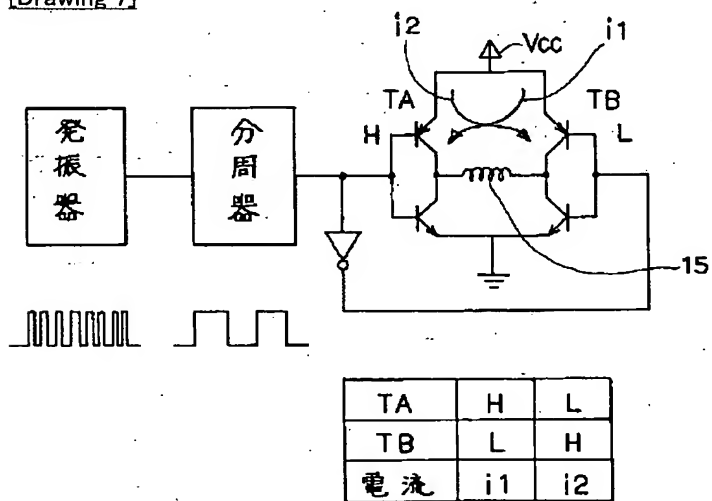 [Drawing 7]
i2
Vcc
i1
TA
TB
H
L
発振器
分周器
15
TA H L
TB L H
電流 i1 i2